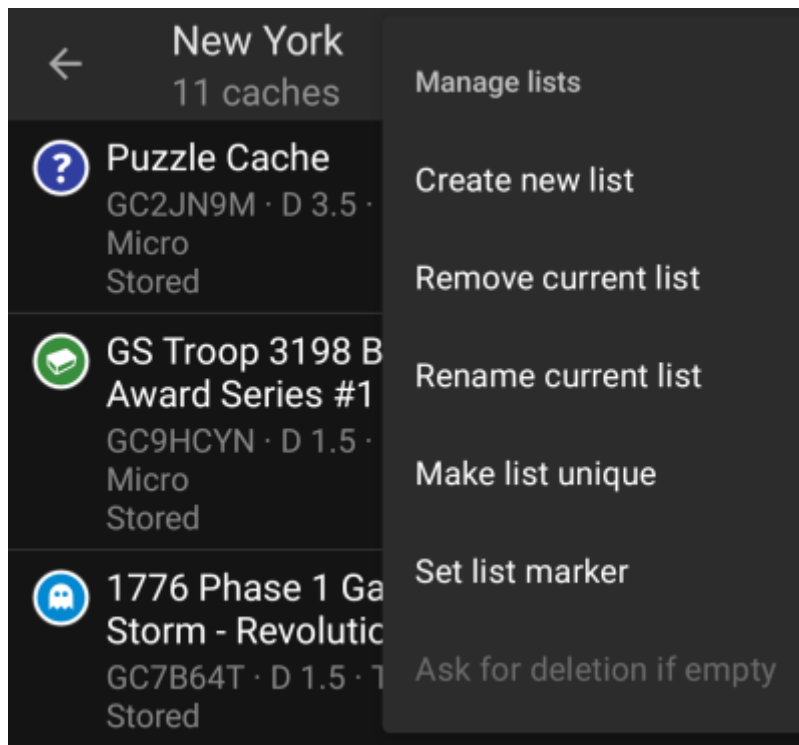 New York
11 caches
Puzzle Cache
GC2JN9M · D 3.5 ·
Micro
Stored
GS Troop 3198 B
Award Series #1
GC9HCYN · D 1.5 ·
Micro
Stored
1776 Phase 1 Ga
Storm - Revolutio
GC7B64T · D 1.5 · T
Stored
Manage lists
Create new list
Remove current list
Rename current list
Make list unique
Set list marker
Ask for deletion if empty